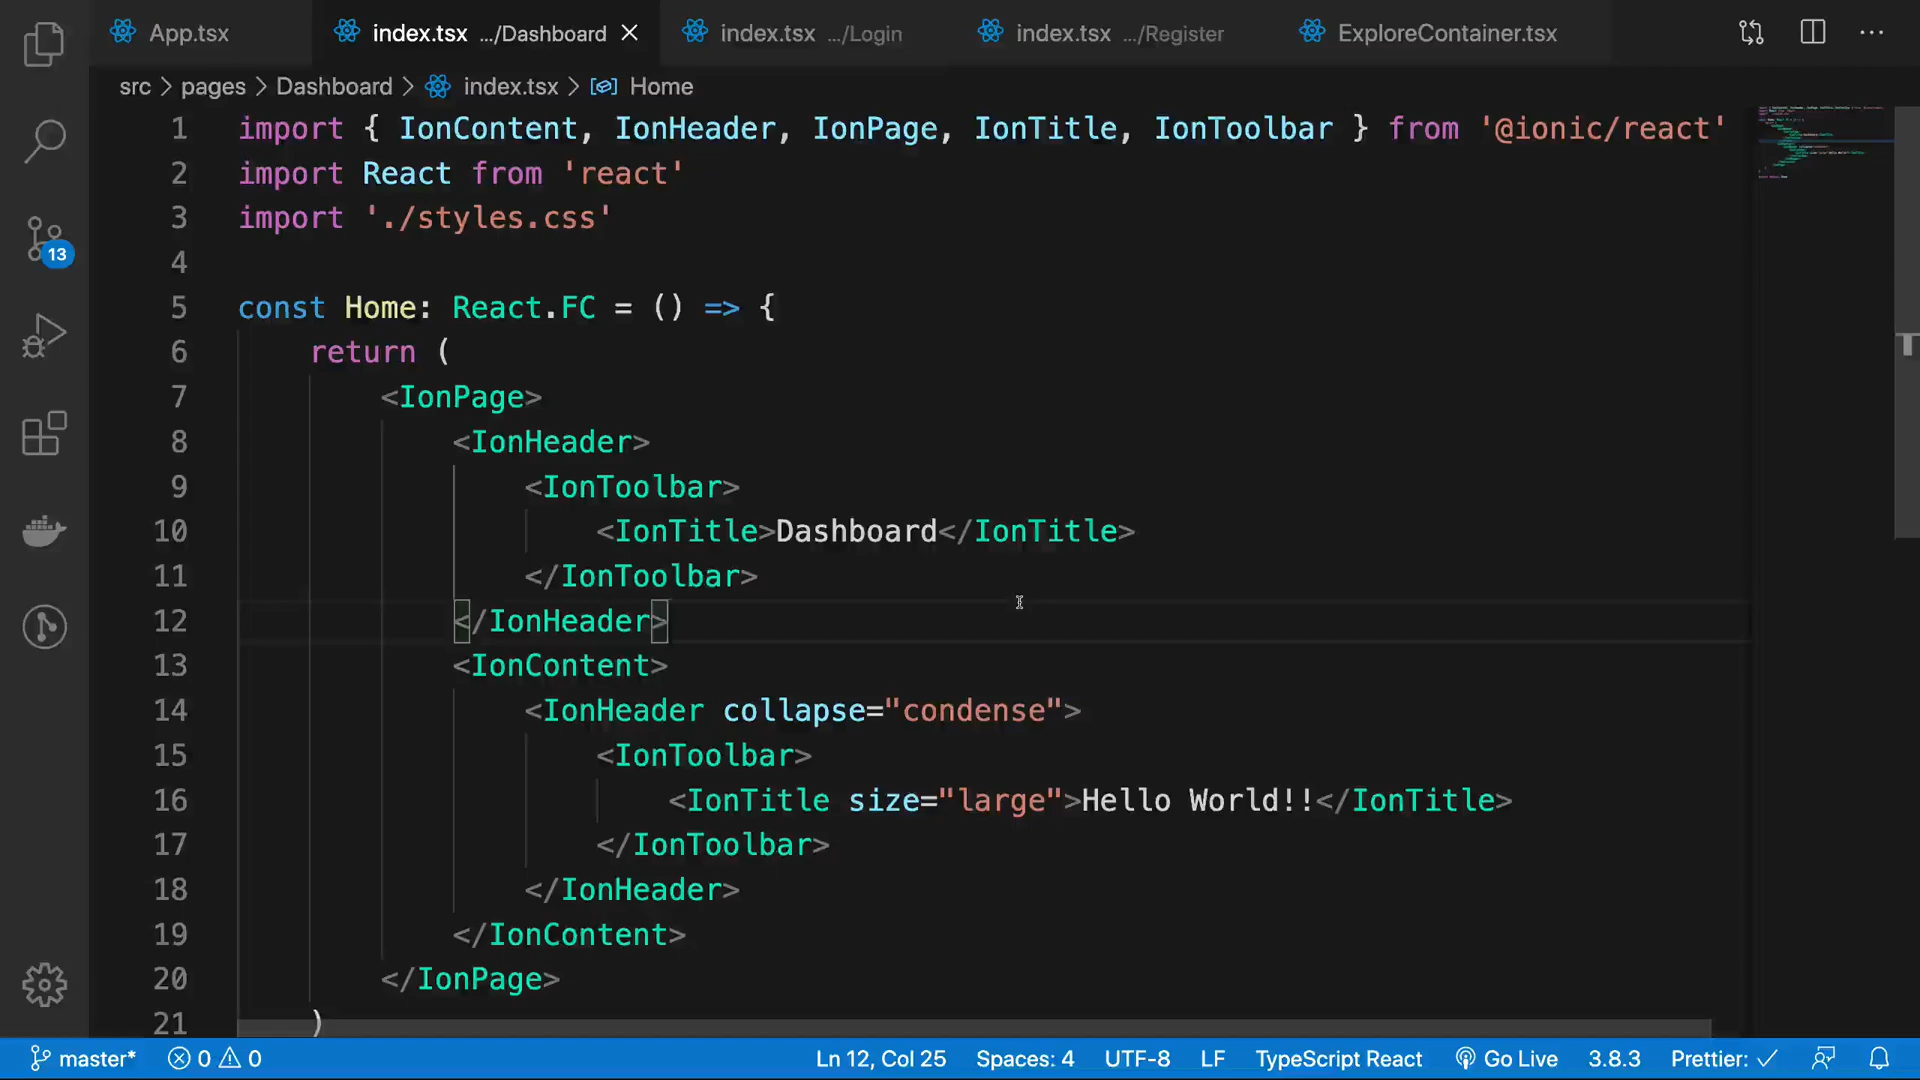 App.tsx index.tsx .../Dashboard index.tsx .../Login index.tsx .../Register ExploreContainer.tsx
src > pages > Dashboard > index.tsx > Home
1 import { IonContent, IonHeader, IonPage, IonTitle, IonToolbar } from '@ionic/react'
2 import React from 'react'
3 import './styles.css'
4
5 const Home: React.FC = () => {
6 return (
7 <IonPage>
8 <IonHeader>
9 <IonToolbar>
10 <IonTitle>Dashboard</IonTitle>
11 </IonToolbar>
12 </IonHeader>
13 <IonContent>
14 <IonHeader collapse="condense">
15 <IonToolbar>
16 <IonTitle size="large">Hello World!!</IonTitle>
17 </IonToolbar>
18 </IonHeader>
19 </IonContent>
20 </IonPage>
21 )
13
master* 0 0 Ln 12, Col 25 Spaces: 4 UTF-8 LF TypeScript React Go Live 3.8.3 Prettier: ✓